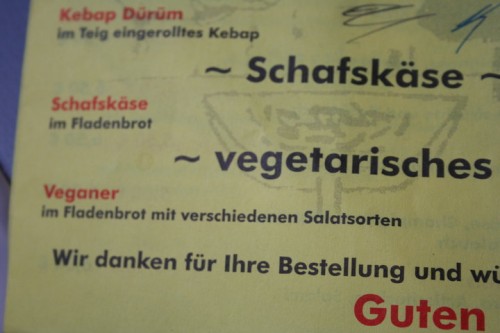 Kebap Dürüm
im Teig eingerolltes Kebap
~ Schafskäse ~
Schafskäse
im Fladenbrot
~ vegetarisches
Veganer
im Fladenbrot mit verschiedenen Salatsorten
Wir danken für Ihre Bestellung und wü
Guten